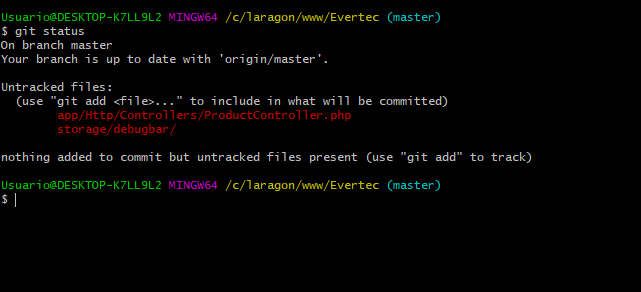 Usuario@DESKTOP-K7LL9L2 MINGW64 /c/laragon/www/Evertec (master)
$ git status
On branch master
Your branch is up to date with 'origin/master'.
Untracked files:
(use "git add <file>..." to include in what will be committed)
app/Http/Controllers/ProductController.php
storage/debugbar/
nothing added to commit but untracked files present (use "git add" to track)
Usuario@DESKTOP-K7LL9L2 MINGW64 /c/laragon/www/Evertec (master)
$